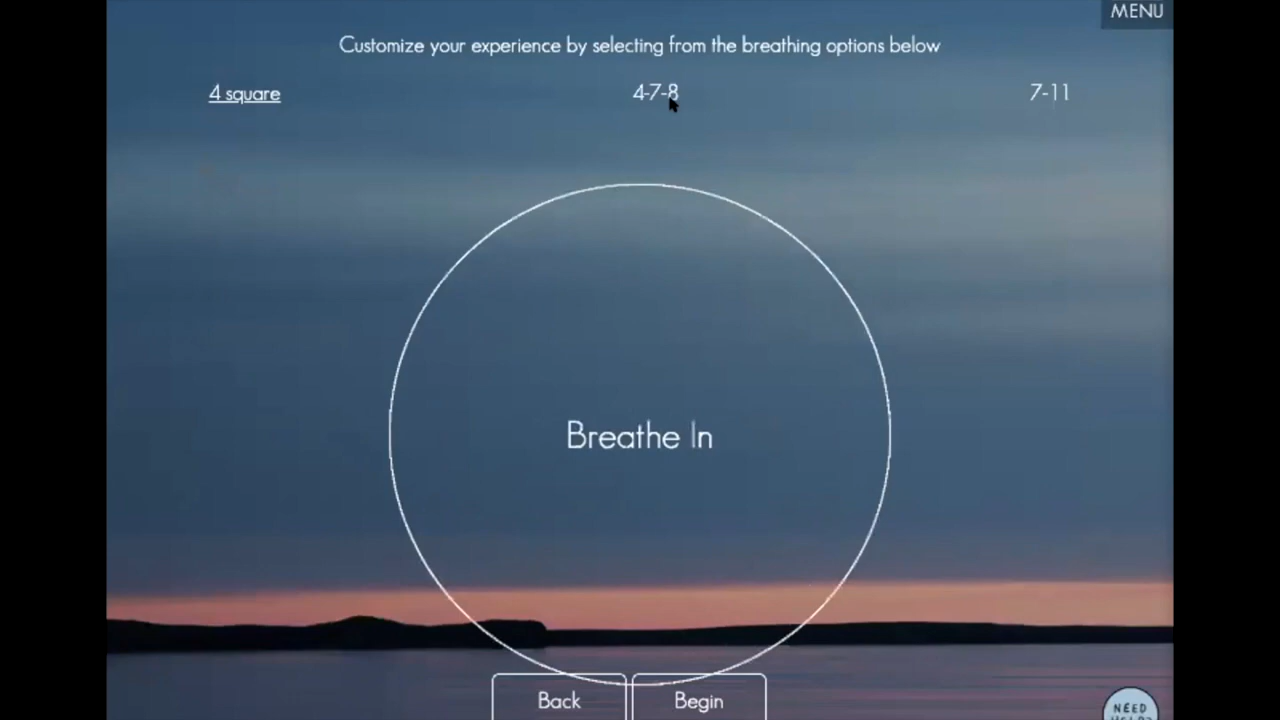 MENU
Customize your experience by selecting from the breathing options below
4 square
4-7-8
7-11
Breathe In
Back
Begin
NEED
HELP?